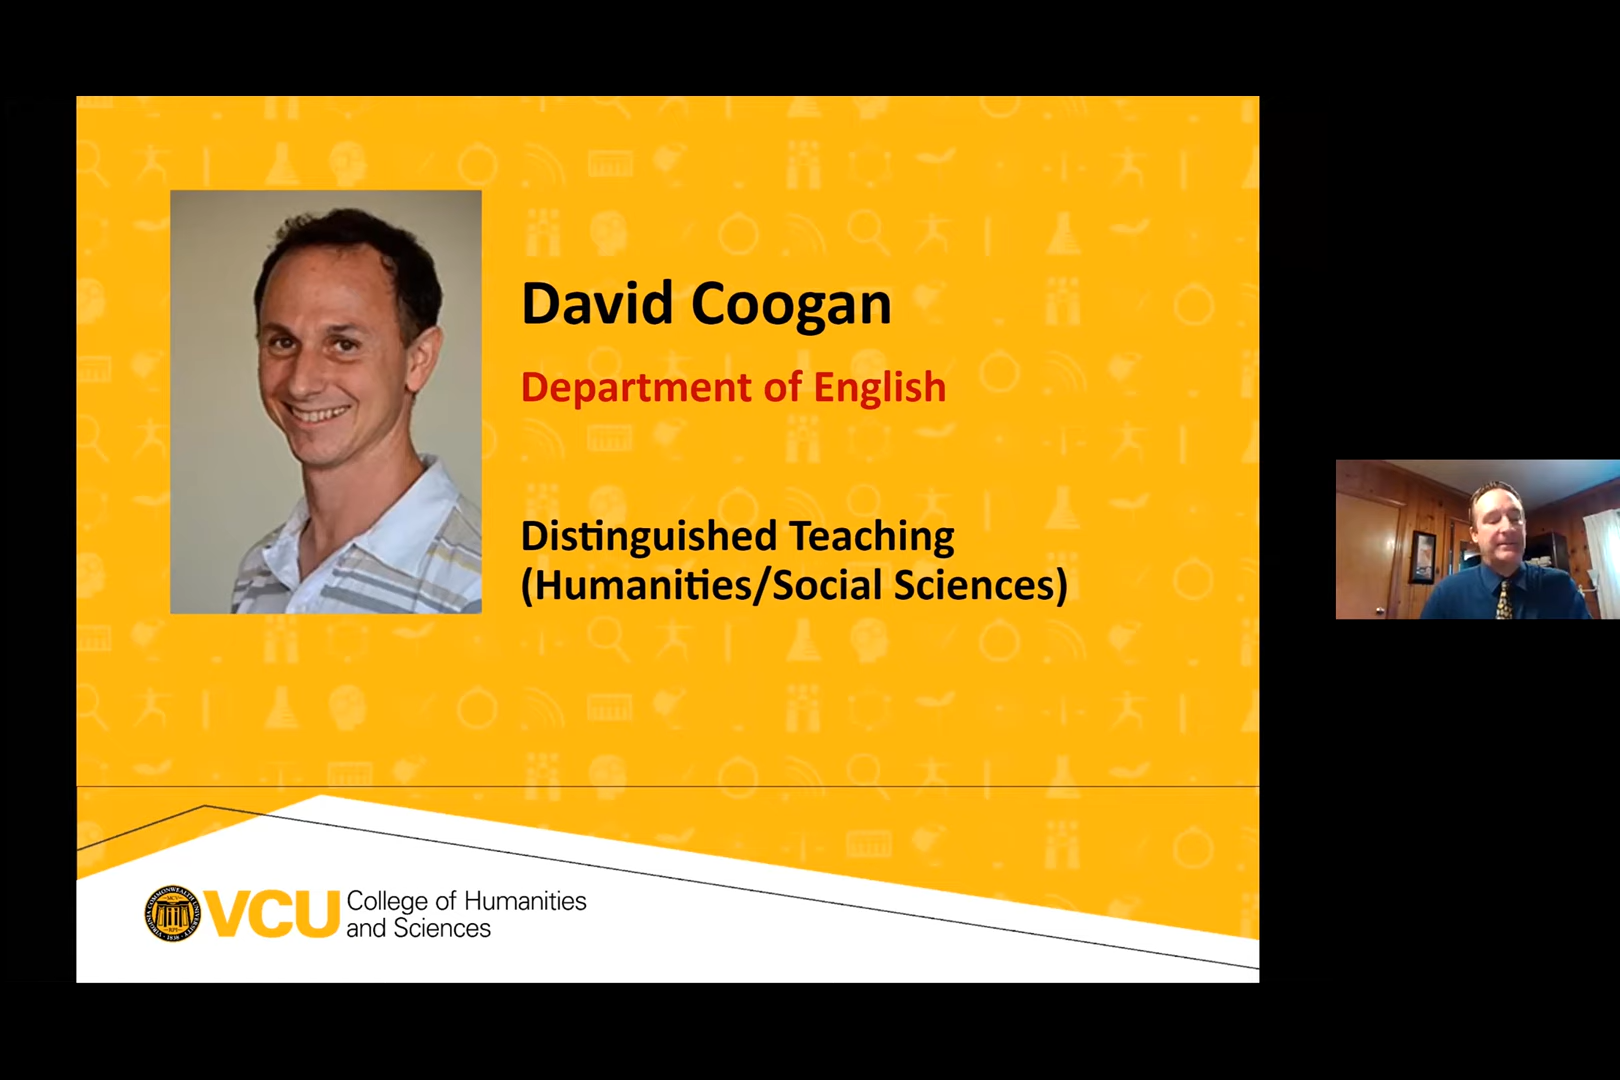 David Coogan
Department of English
Distinguished Teaching
(Humanities/Social Sciences)
VCU
College of Humanities
and Sciences